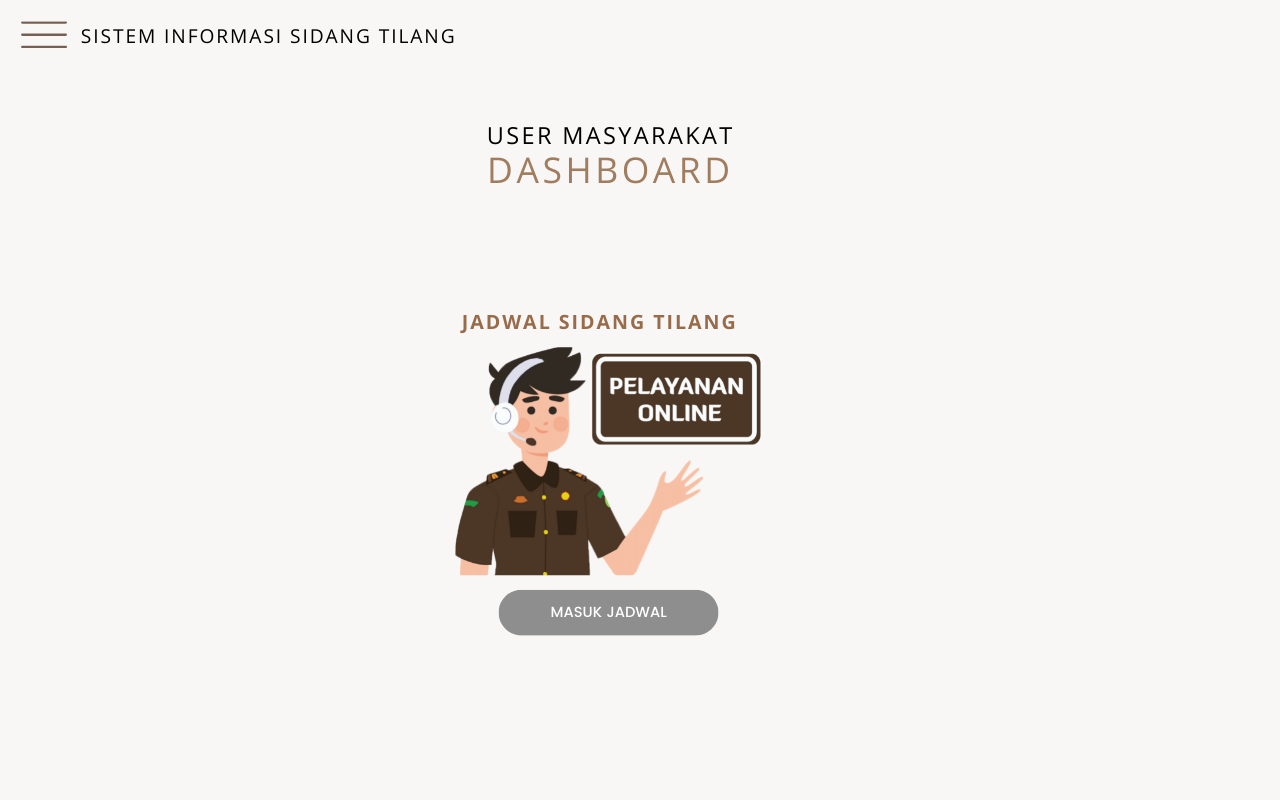 SISTEM INFORMASI SIDANG TILANG
USER MASYARAKAT
DASHBOARD
JADWAL SIDANG TILANG
PELAYANAN
ONLINE
MASUK JADWAL